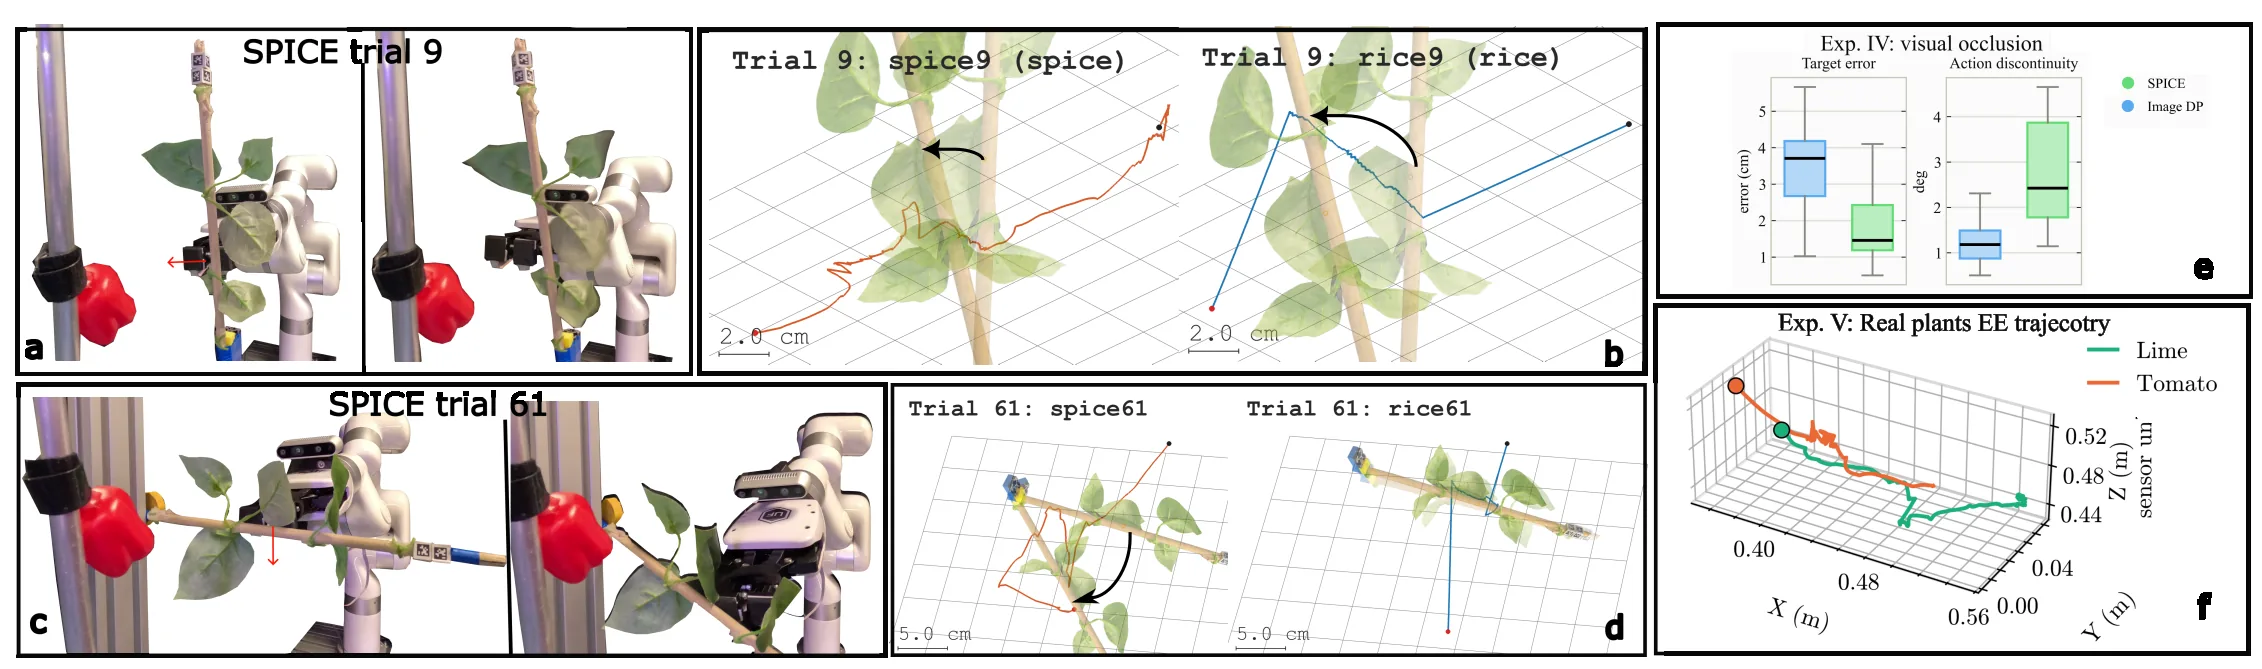 SPICE trial 9
a
Trial 9: spice9 (spice)
Trial 9: rice9 (rice)
2.0 cm
2.0 cm
b
SPICE trial 61
c
Trial 61: spice61
Trial 61: rice61
5.0 cm
5.0 cm
d
Exp. IV: visual occlusion
Target error
Action discontinuity
SPICE
Image DP
error (cm)
5
4
3
2
1
deg
4
3
2
1
e
Exp. V: Real plants EE trajecotry
Lime
Tomato
0.52
0.48
0.44
Z (m)
sensor un
0.40
0.48
0.56
X (m)
0.00
0.04
Y (m)
f